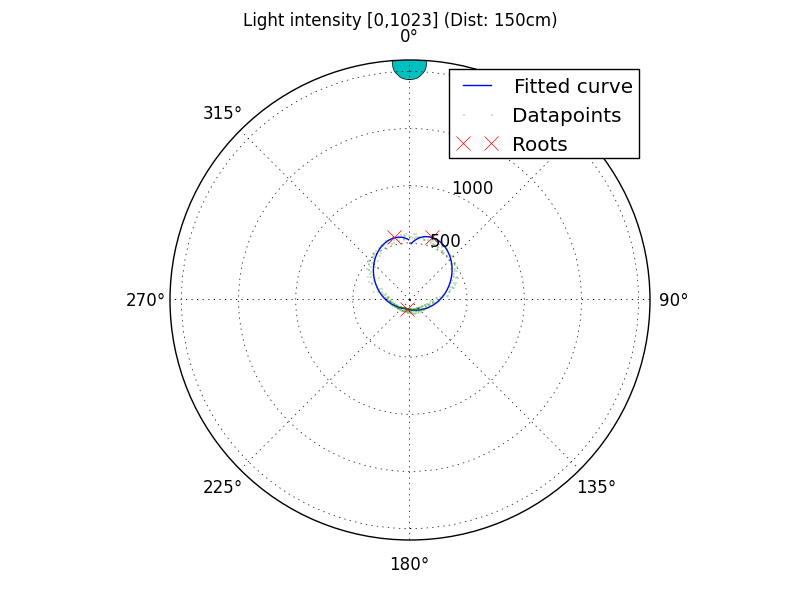 Light intensity [0,1023] (Dist: 150cm)
0°
Fitted curve
Datapoints
Roots
315°
1000
500
270°
90°
225°
135°
180°